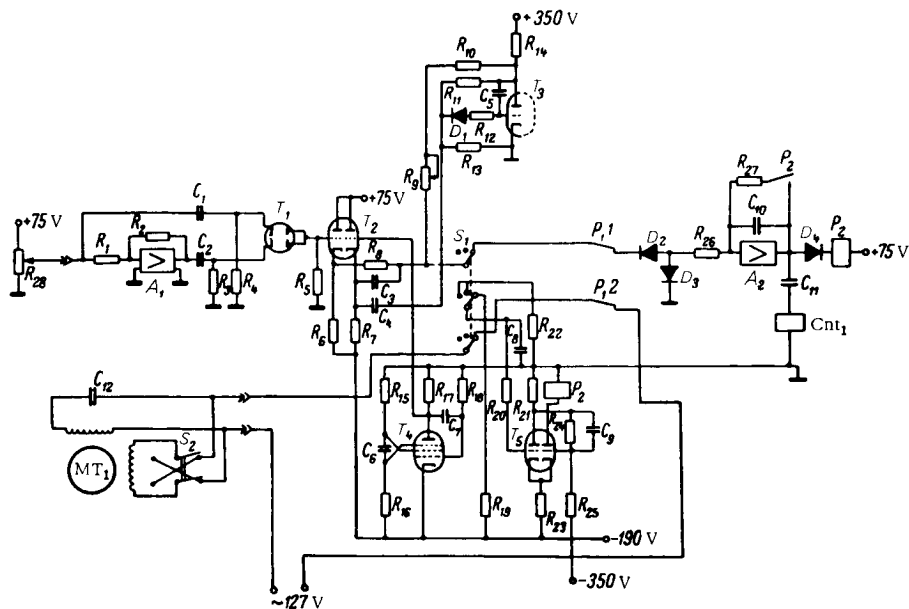 +350 V
R10
R14
R11
C5
T3
D1
R12
R13
R9
P2
R27
C1
T1
+75 V
T2
S1
P1 1
D2
C10
D4
P2
+75 V
R2
+75 V
R8
R26
R1
C2
A1
R28
R3
R4
R5
C3
C4
P1 2
D3
A2
C11
R6
R7
C8
R22
Cnt1
C12
R15
R17
R18
R20
R21
P2
S2
C7
R24
C9
T4
T5
C6
MT1
R16
R19
R23
R25
−190 V
−350 V
~127 V